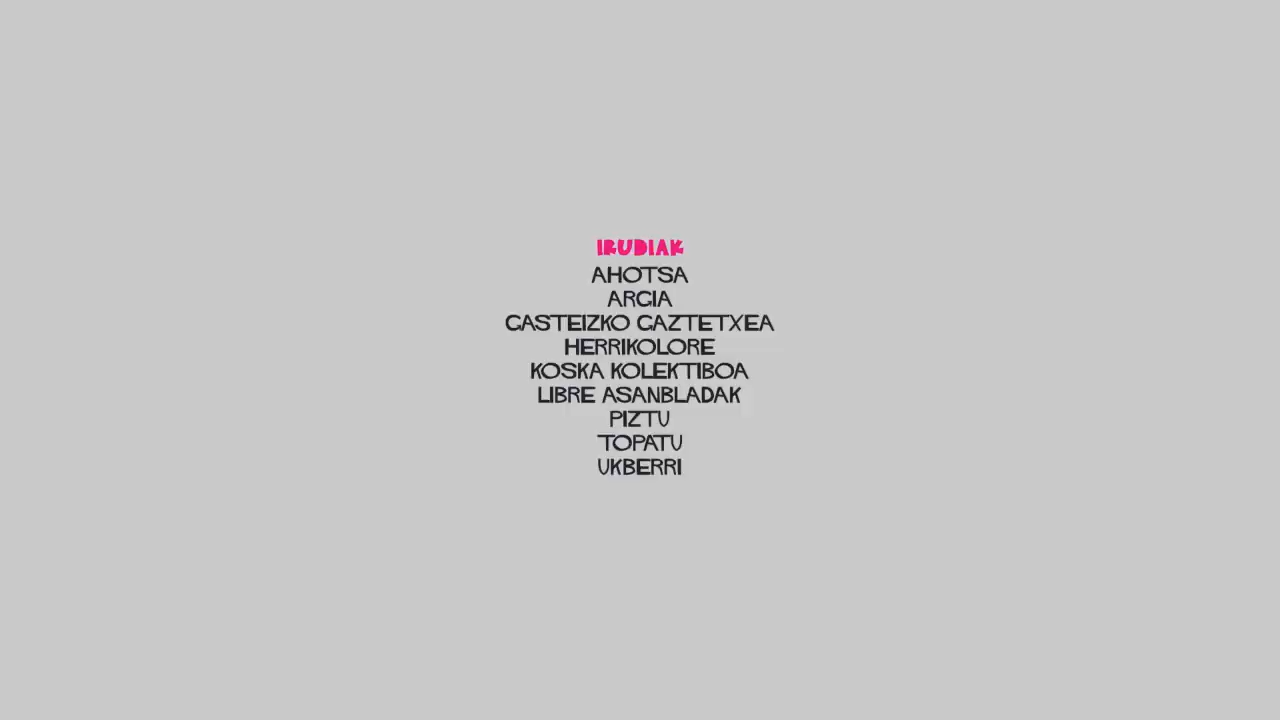 IRUDIAK
AHOTSA
ARGIA
GASTEIZKO GAZTETXEA
HERRIKOLORE
KOSKA KOLEKTIBOA
LIBRE ASANBLADAK
PIZTU
TOPATU
UKBERRI